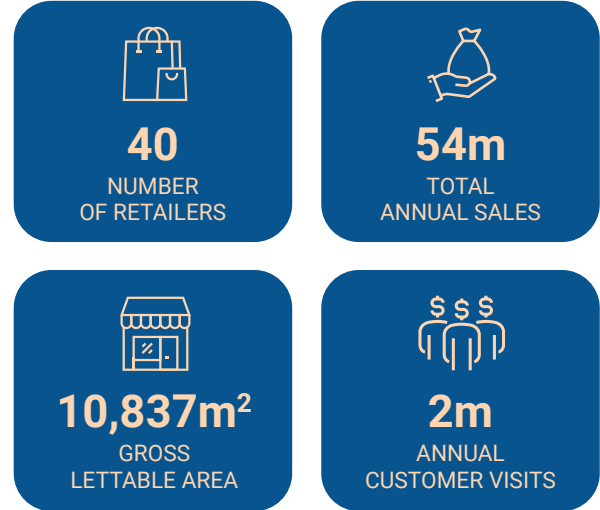 40
NUMBER
OF RETAILERS
54m
TOTAL
ANNUAL SALES
10,837m²
GROSS
LETTABLE AREA
$ $ $
2m
ANNUAL
CUSTOMER VISITS